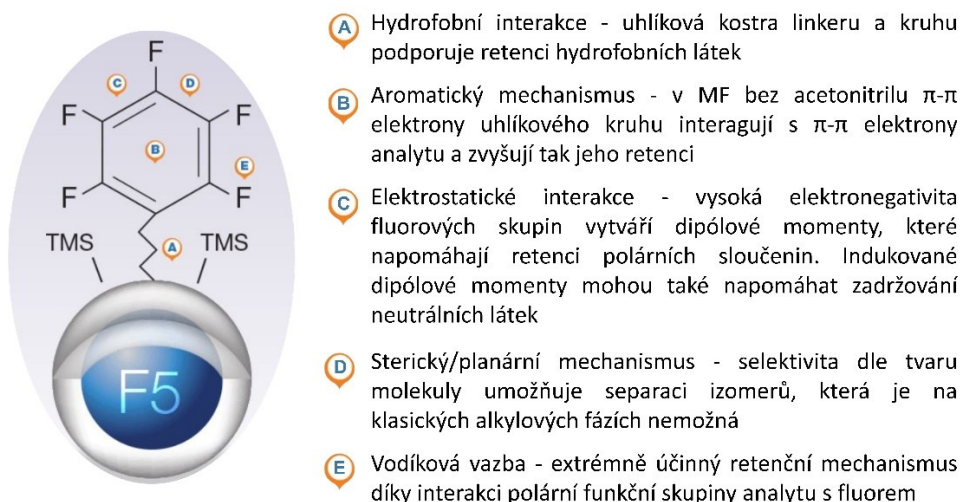 F
C
D
F
F
B
E
F
F
TMS
A
TMS
F5
A
Hydrofobní interakce - uhlíková kostra linkeru a kruhu
podporuje retenci hydrofobních látek
B
Aromatický mechanismus - v MF bez acetonitrilu π-π
elektrony uhlíkového kruhu interagují s π-π elektrony
analytu a zvyšují tak jeho retenci
C
Elektrostatické interakce - vysoká elektronegativita
fluorových skupin vytváří dipólové momenty, které
napomáhají retenci polárních sloučenin. Indukované
dipólové momenty mohou také napomáhat zadržování
neutrálních látek
D
Sterický/planární mechanismus - selektivita dle tvaru
molekuly umožňuje separaci izomerů, která je na
klasických alkylových fázích nemožná
E
Vodíková vazba - extrémně účinný retenční mechanismus
díky interakci polární funkční skupiny analytu s fluorem